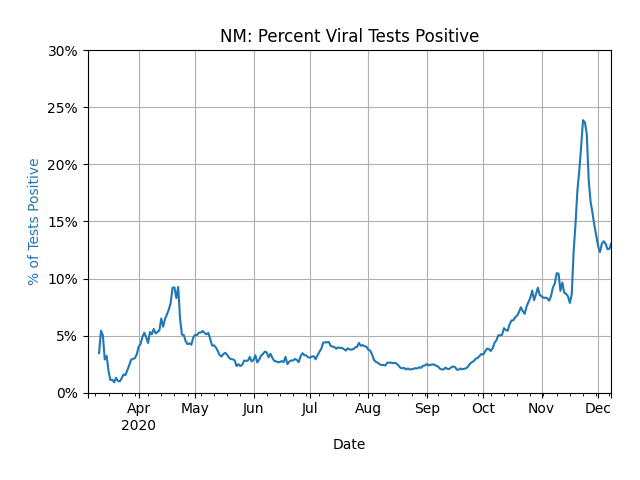 NM: Percent Viral Tests Positive
30%
25%
20%
15%
10%
5%
0%
% of Tests Positive
Apr May Jun Jul Aug Sep Oct Nov Dec
2020
Date